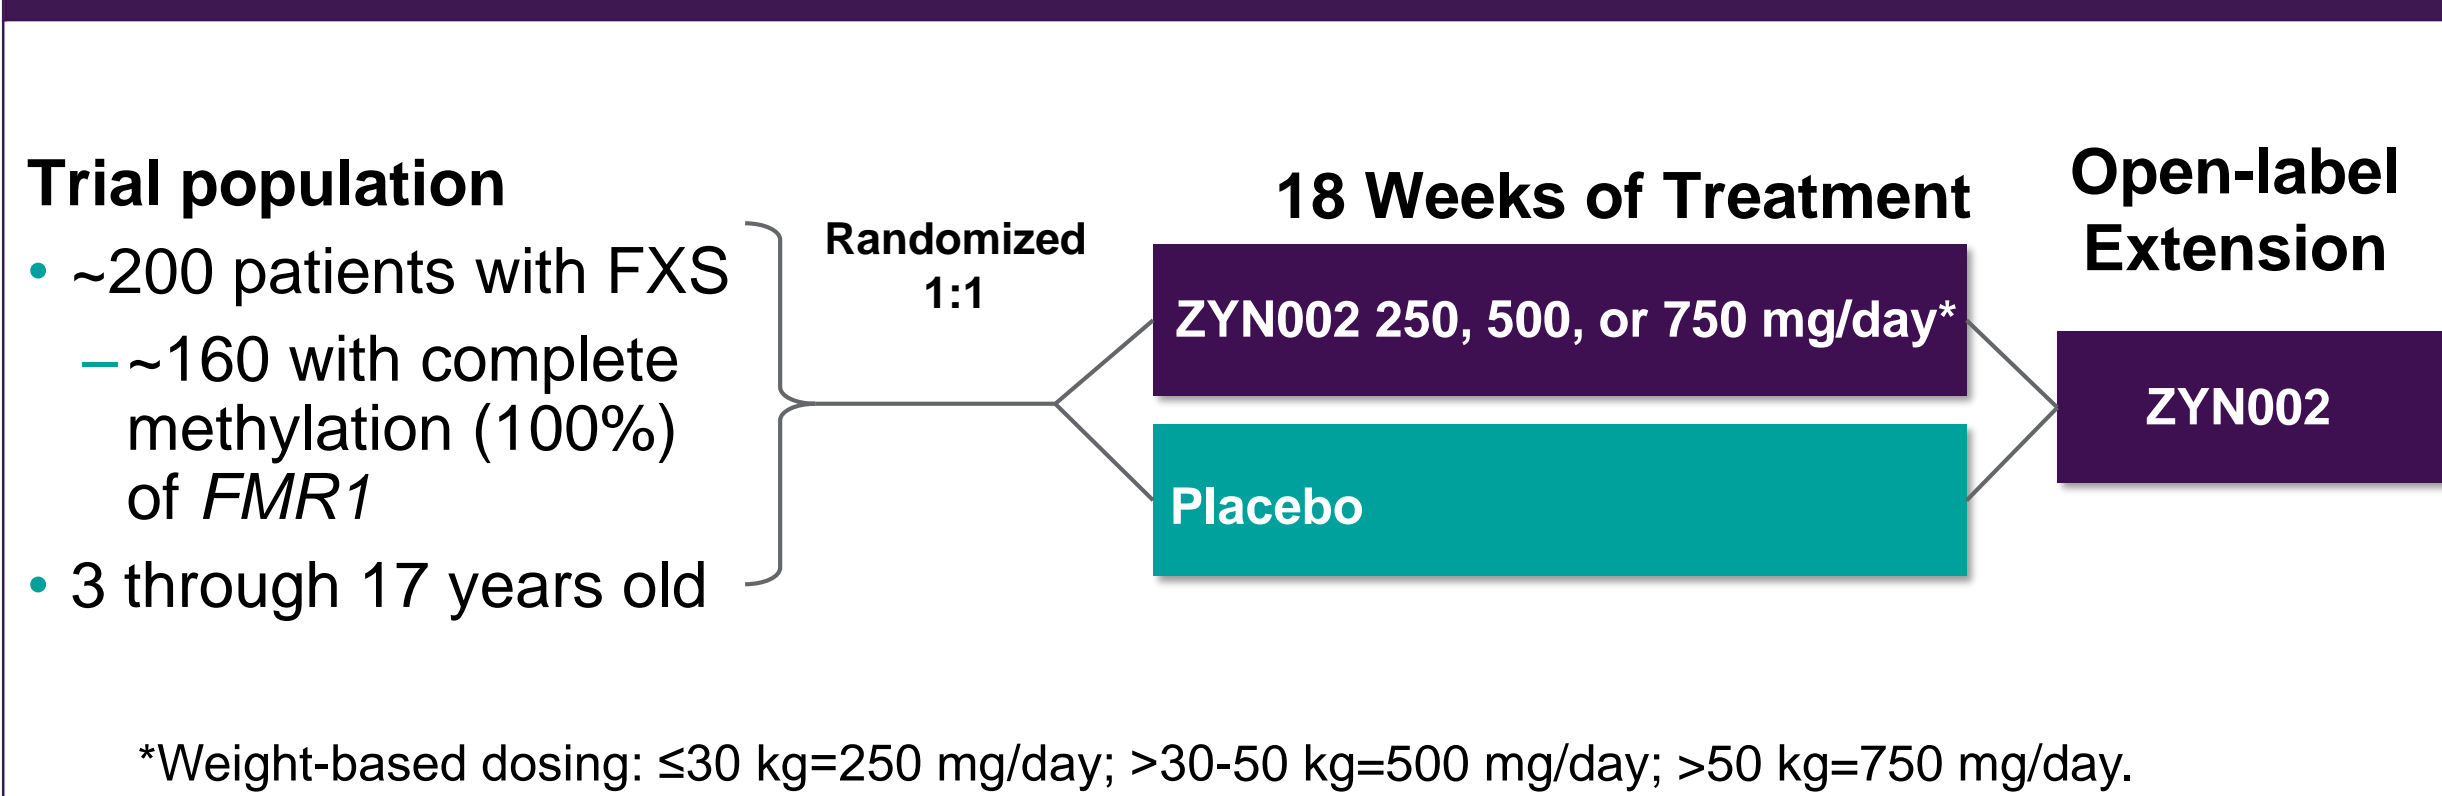 Trial population
• ~200 patients with FXS
– ~160 with complete
methylation (100%)
of FMR1
• 3 through 17 years old
Randomized
1:1
18 Weeks of Treatment
ZYN002 250, 500, or 750 mg/day*
Placebo
Open-label
Extension
ZYN002
*Weight-based dosing: ≤30 kg=250 mg/day; >30-50 kg=500 mg/day; >50 kg=750 mg/day.